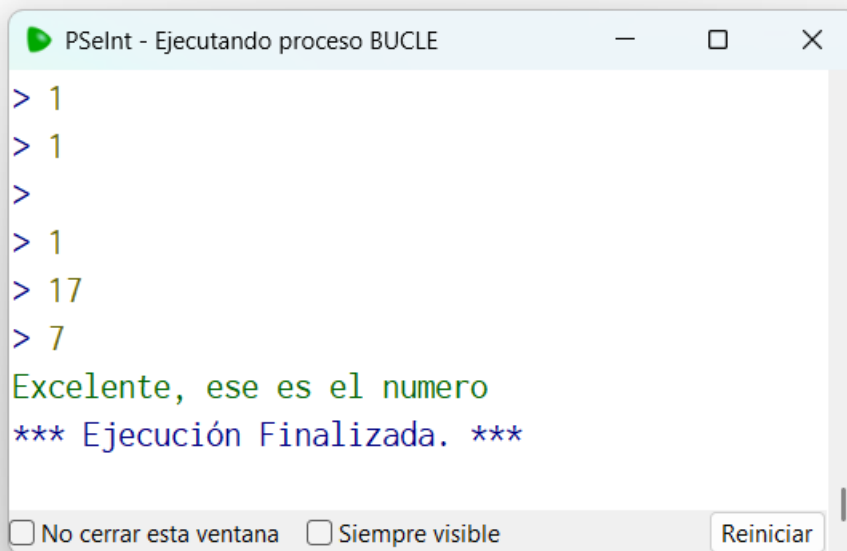 PSeInt - Ejecutando proceso BUCLE
> 1
> 1
>
> 1
> 17
> 7
Excelente, ese es el numero
*** Ejecución Finalizada. ***
No cerrar esta ventana Siempre visible Reiniciar